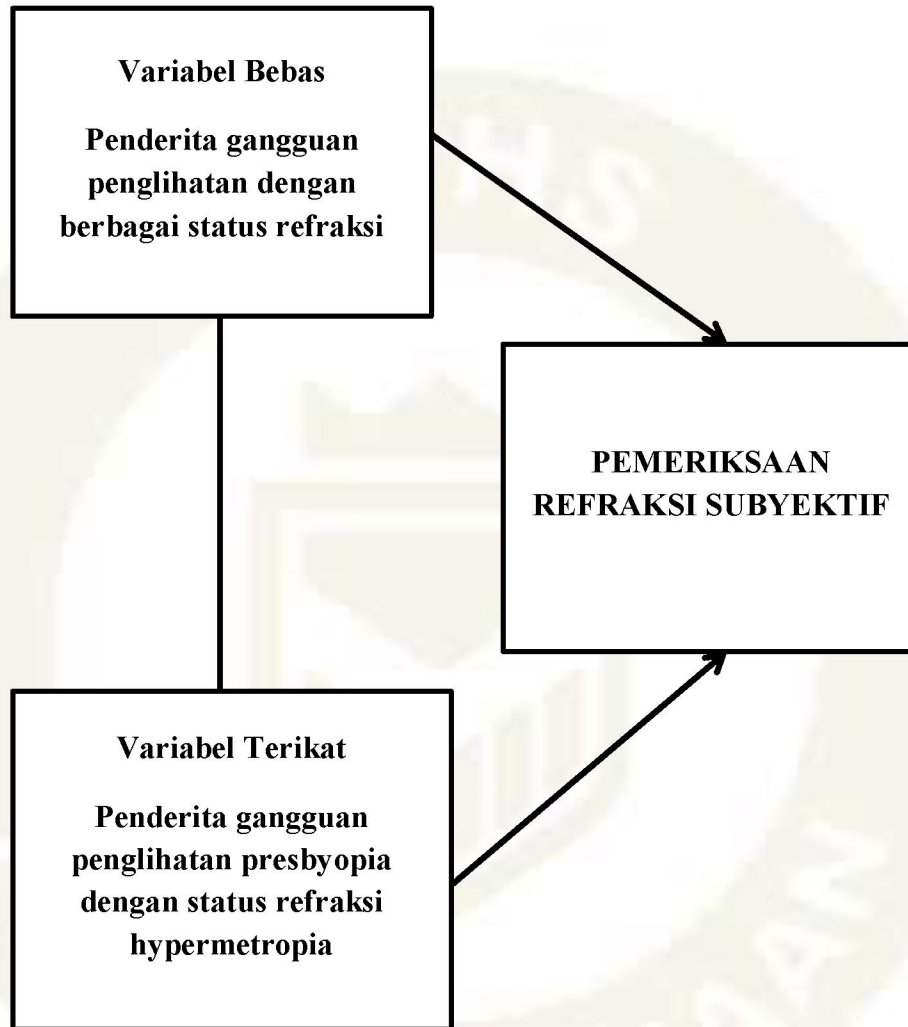 Variabel Bebas
Penderita gangguan
penglihatan dengan
berbagai status refraksi
PEMERIKSAAN
REFRAKSI SUBYEKTIF
Variabel Terikat
Penderita gangguan
penglihatan presbyopia
dengan status refraksi
hypermetropia